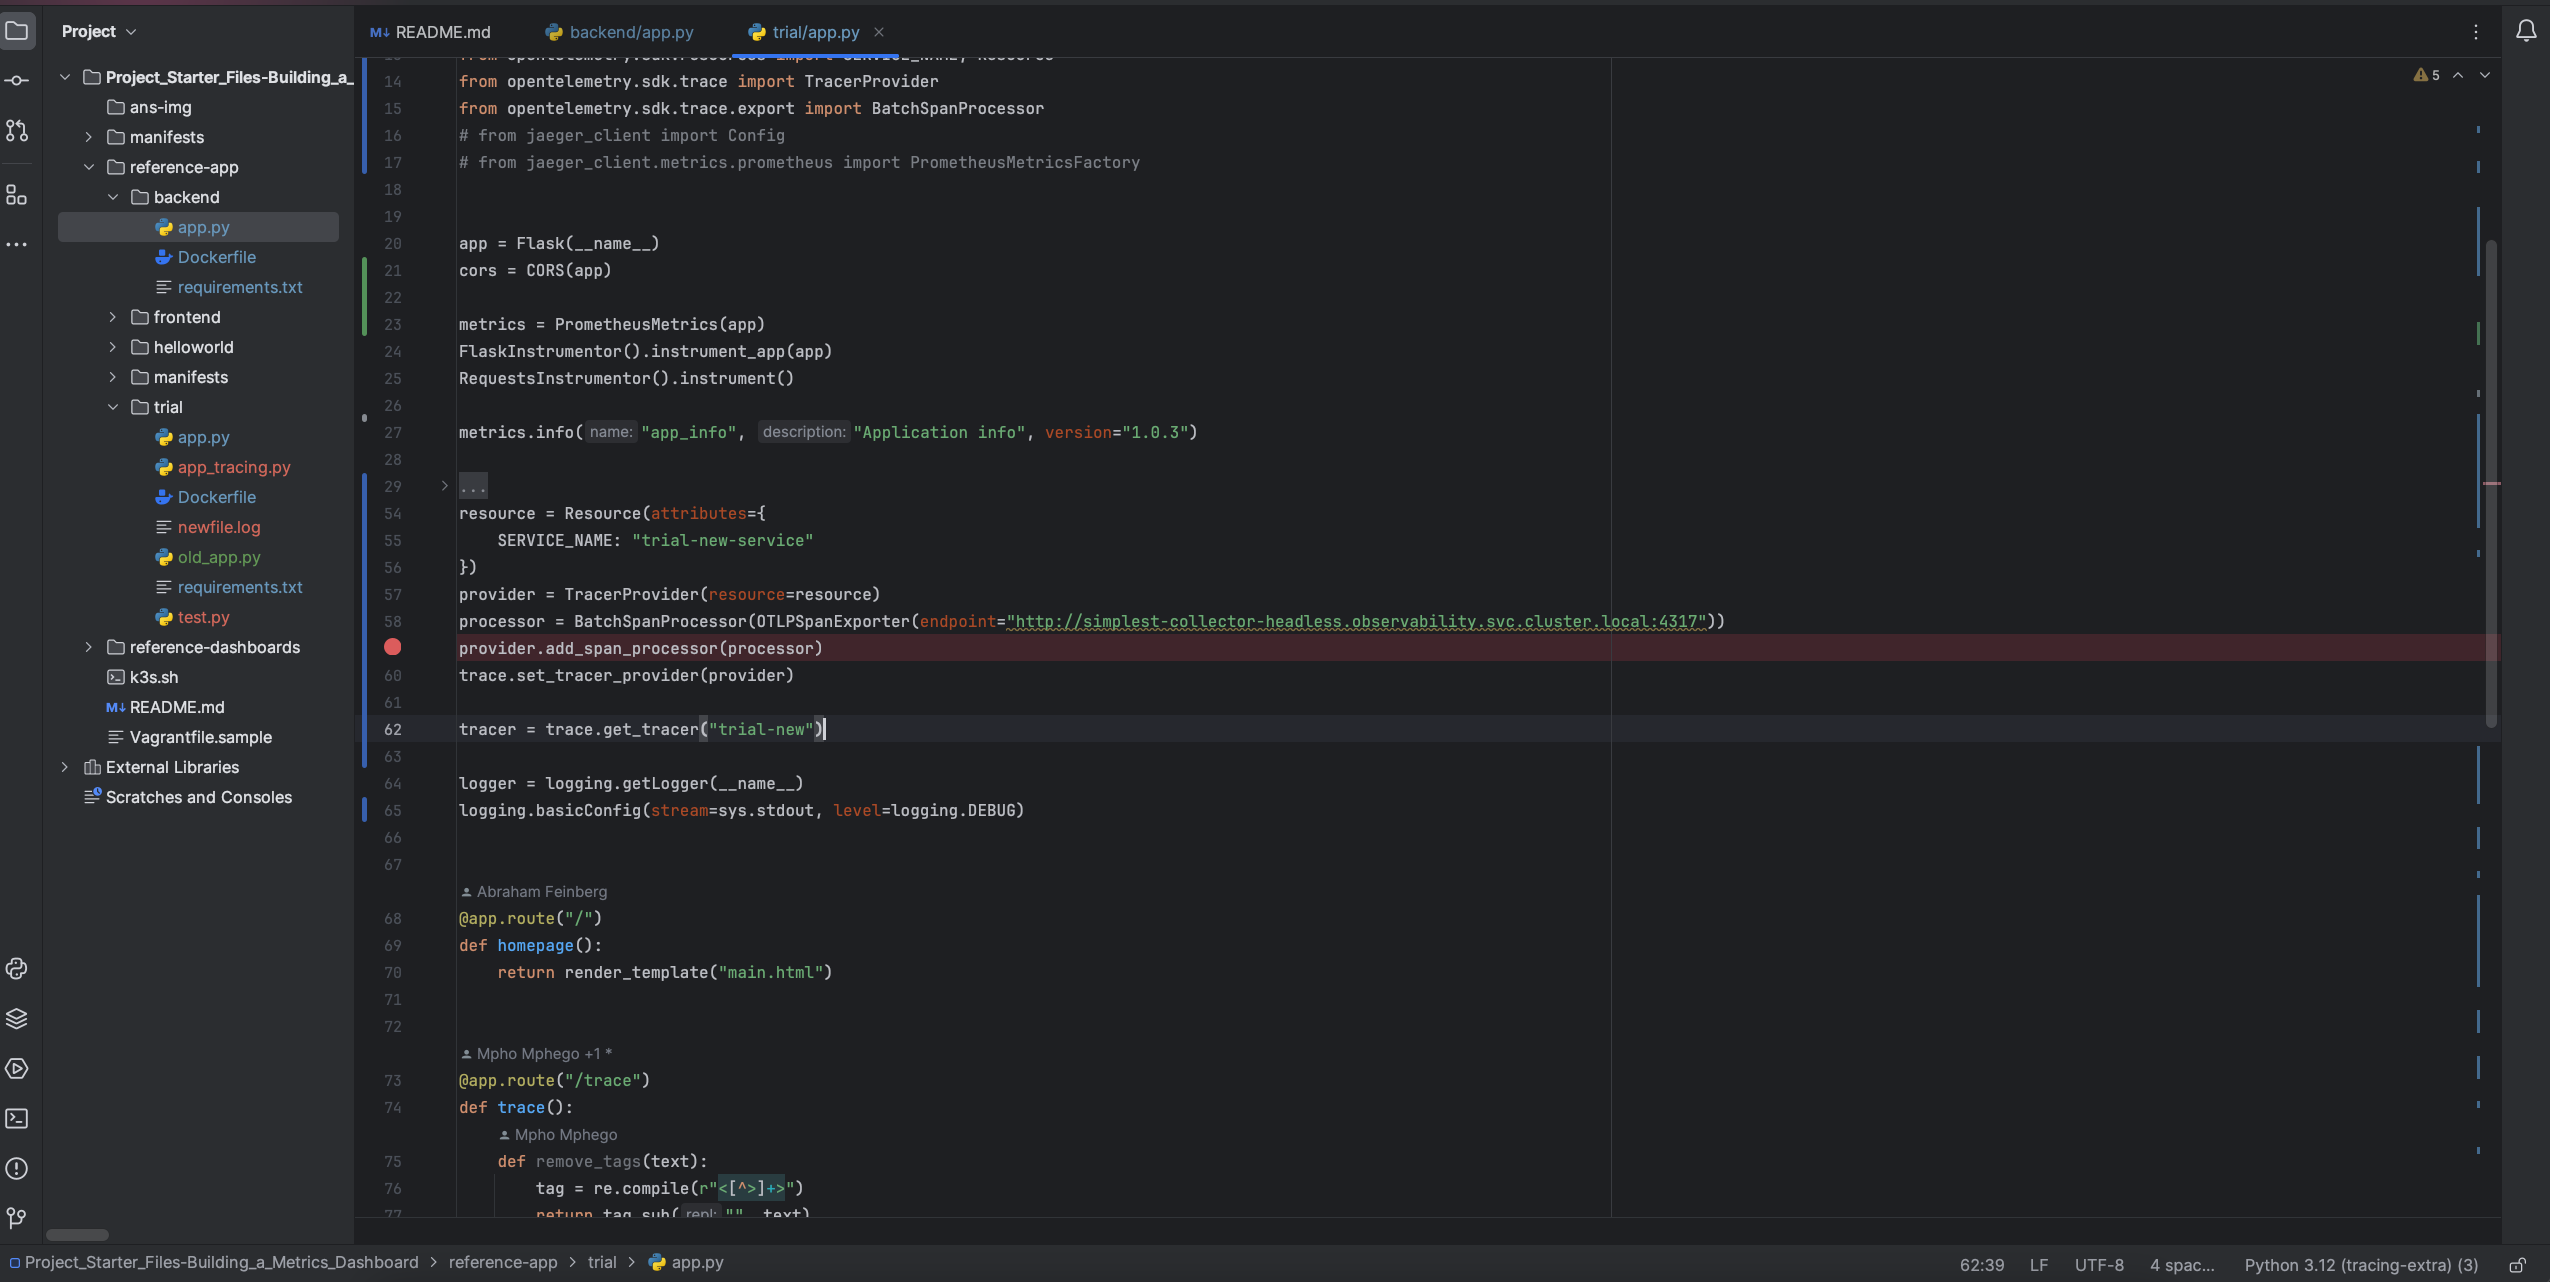 Project
README.md
backend/app.py
trial/app.py
Project_Starter_Files-Building_a_
ans-img
manifests
reference-app
backend
app.py
Dockerfile
requirements.txt
frontend
helloworld
manifests
trial
app.py
app_tracing.py
Dockerfile
newfile.log
old_app.py
requirements.txt
test.py
reference-dashboards
k3s.sh
README.md
Vagrantfile.sample
External Libraries
Scratches and Consoles
5
13 from opentelemetry.sdk.resources import SERVICE_NAME, Resource
14 from opentelemetry.sdk.trace import TracerProvider
15 from opentelemetry.sdk.trace.export import BatchSpanProcessor
16 # from jaeger_client import Config
17 # from jaeger_client.metrics.prometheus import PrometheusMetricsFactory
18
19
20 app = Flask(__name__)
21 cors = CORS(app)
22
23 metrics = PrometheusMetrics(app)
24 FlaskInstrumentor().instrument_app(app)
25 RequestsInstrumentor().instrument()
26
27 metrics.info( name: "app_info", description: "Application info", version="1.0.3")
28
29 ...
54 resource = Resource(attributes={
55 SERVICE_NAME: "trial-new-service"
56 })
57 provider = TracerProvider(resource=resource)
58 processor = BatchSpanProcessor(OTLPSpanExporter(endpoint="http://simplest-collector-headless.observability.svc.cluster.local:4317"))
provider.add_span_processor(processor)
60 trace.set_tracer_provider(provider)
61
62 tracer = trace.get_tracer("trial-new")
63
64 logger = logging.getLogger(__name__)
65 logging.basicConfig(stream=sys.stdout, level=logging.DEBUG)
66
67
Abraham Feinberg
68 @app.route("/")
69 def homepage():
70 return render_template("main.html")
71
72
Mpho Mphego +1 *
73 @app.route("/trace")
74 def trace():
Mpho Mphego
75 def remove_tags(text):
76 tag = re.compile(r"<[^>]+>")
77 return tag.sub( repl: "", text)
Project_Starter_Files-Building_a_Metrics_Dashboard > reference-app > trial > app.py
62:39 LF UTF-8 4 spac... Python 3.12 (tracing-extra) (3)